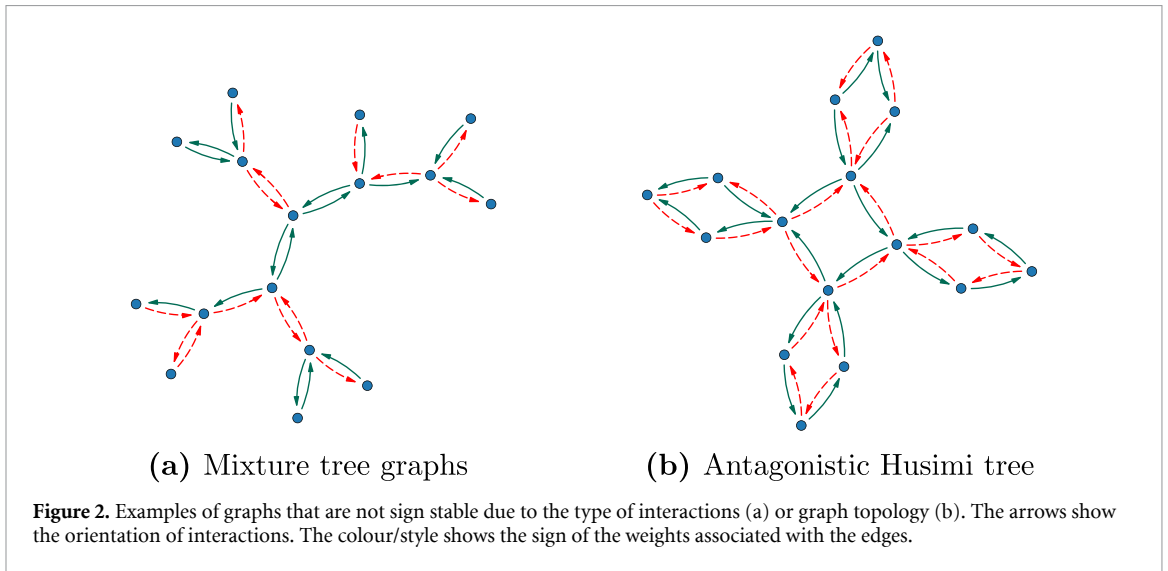 (a) Mixture tree graphs
(b) Antagonistic Husimi tree
Figure 2. Examples of graphs that are not sign stable due to the type of interactions (a) or graph topology (b). The arrows show
the orientation of interactions. The colour/style shows the sign of the weights associated with the edges.